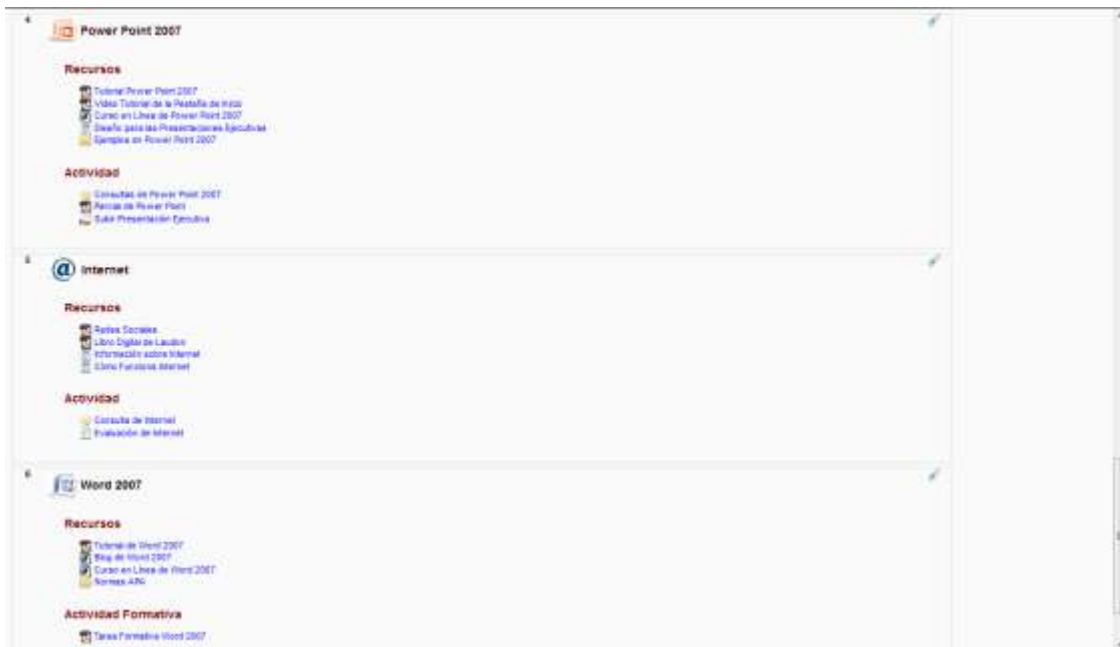 4
Power Point 2007
Recursos
Tutorial Power Point 2007
Video Tutorial de la Pestaña de Inicio
Curso en Línea de Power Point 2007
Diseño para las Presentaciones Ejecutivas
Ejemplos en Power Point 2007
Actividad
Consultas de Power Point 2007
Parcial de Power Point
Subir Presentación Ejecutiva
5
Internet
Recursos
Redes Sociales
Libro Digital de Laudon
Información sobre Internet
Cómo Funciona Internet
Actividad
Consulta de Internet
Evaluación de Internet
6
Word 2007
Recursos
Tutorial de Word 2007
Blog de Word 2007
Curso en Línea de Word 2007
Normas APA
Actividad Formativa
Tarea Formativa Word 2007